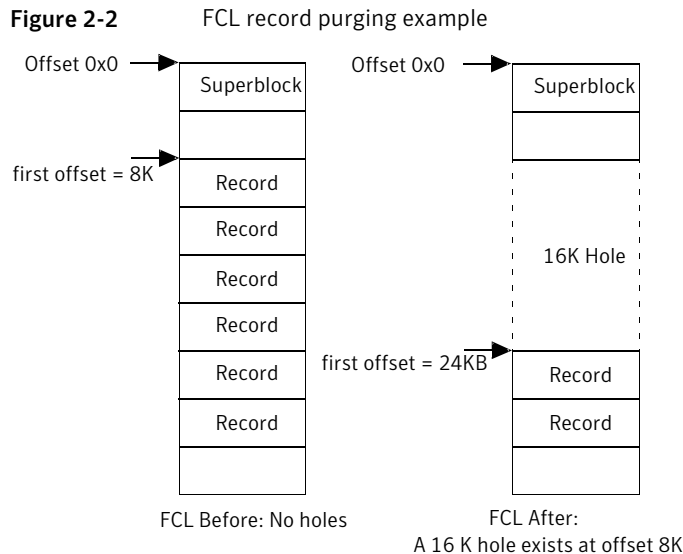 Figure 2-2 FCL record purging example
Offset 0x0
Superblock
first offset = 8K
Record
Record
Record
Record
Record
Record
FCL Before: No holes
Offset 0x0
Superblock
16K Hole
first offset = 24KB
Record
Record
FCL After:
A 16 K hole exists at offset 8K